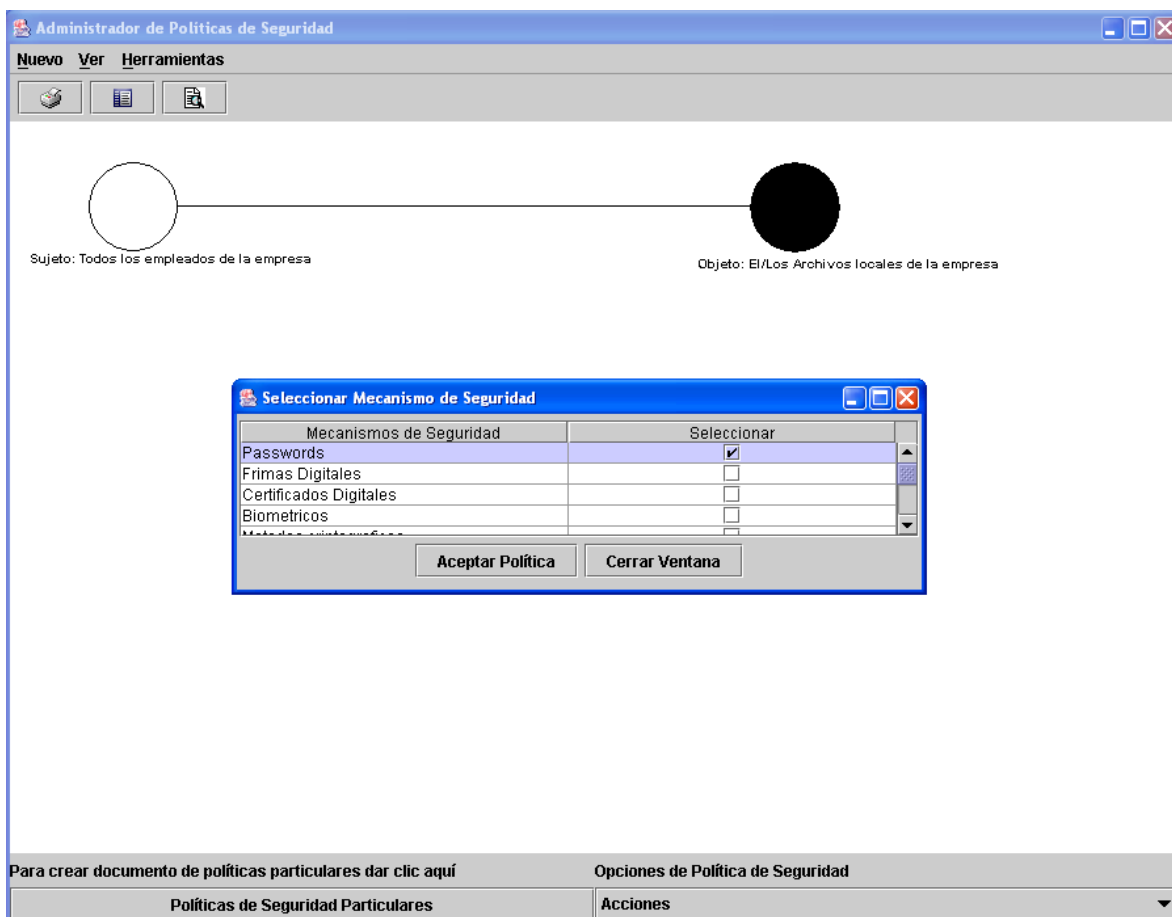 Administrador de Políticas de Seguridad
Nuevo Ver Herramientas
Sujeto: Todos los empleados de la empresa
Objeto: El/Los Archivos locales de la empresa
Seleccionar Mecanismo de Seguridad
Mecanismos de Seguridad Seleccionar
Passwords
Frimas Digitales
Certificados Digitales
Biometricos
Aceptar Política Cerrar Ventana
Para crear documento de políticas particulares dar clic aquí Opciones de Política de Seguridad
Políticas de Seguridad Particulares Acciones